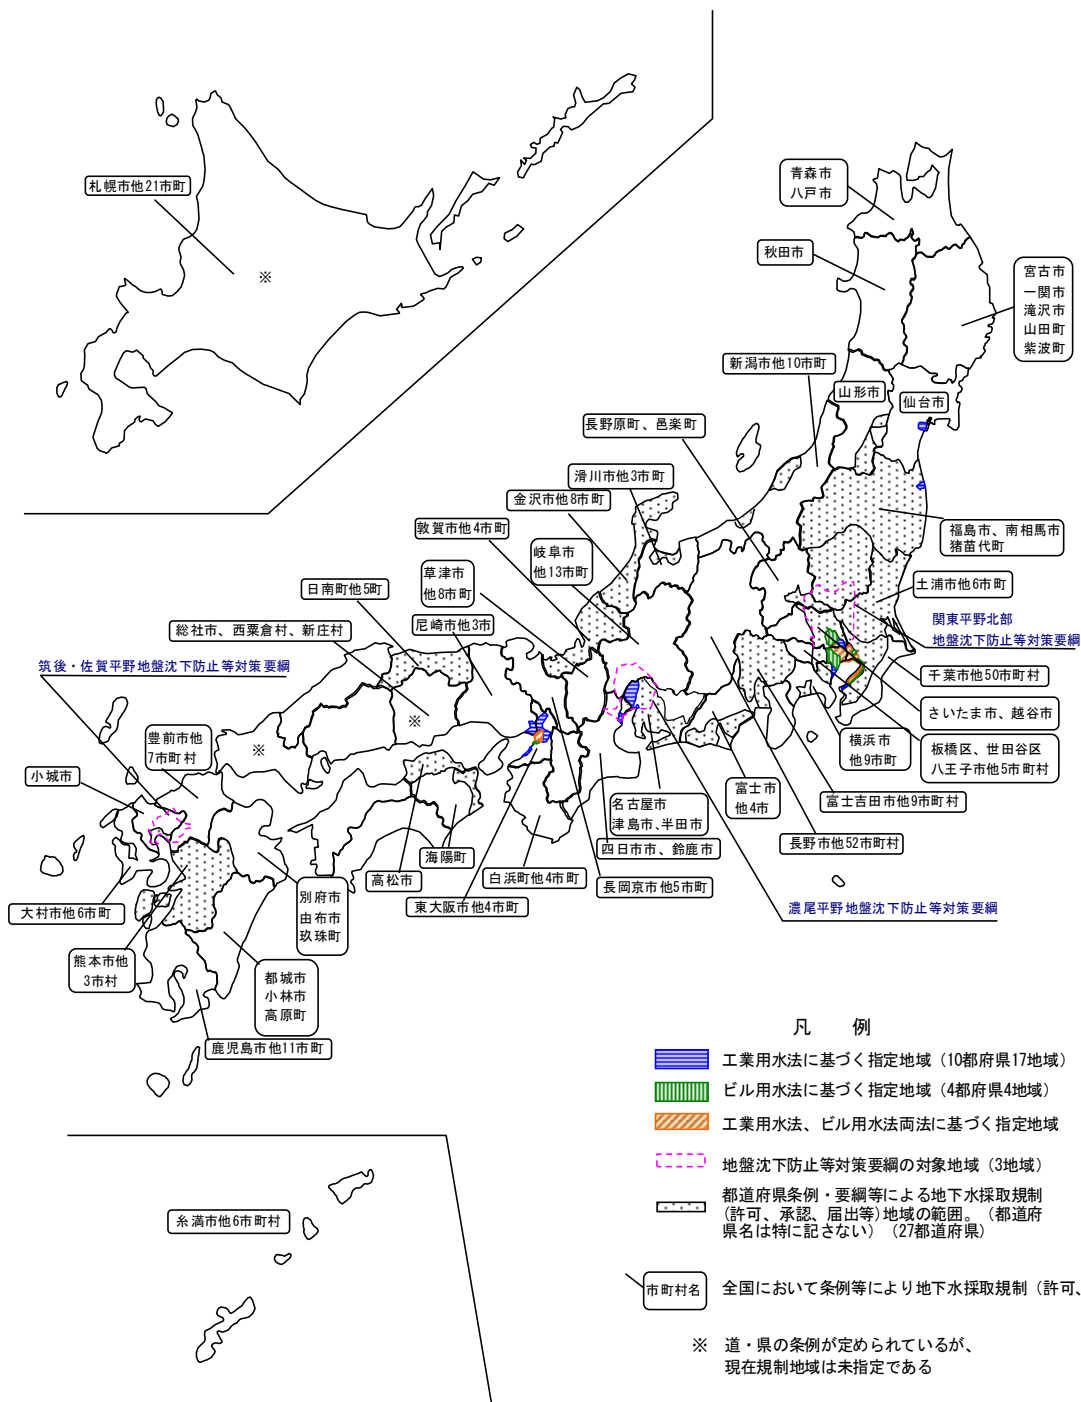 札幌市他21市町
※
青森市
八戸市
秋田市
宮古市
一関市
滝沢市
山田町
紫波町
新潟市他10市町
山形市
仙台市
長野原町、邑楽町
滑川市他3市町
金沢市他8市町
敦賀市他4市町
岐阜市
他13市町
草津市
他8市町
日南町他5町
尼崎市他3市
総社市、西粟倉村、新庄村
筑後・佐賀平野地盤沈下防止等対策要綱
福島市、南相馬市
猪苗代町
土浦市他6市町
関東平野北部
地盤沈下防止等対策要綱
千葉市他50市町村
さいたま市、越谷市
横浜市
他9市町
板橋区、世田谷区
八王子市他5市町村
富士市
他4市
富士吉田市他9市町村
名古屋市
津島市、半田市
長野市他52市町村
四日市市、鈴鹿市
※
※
豊前市他
7市町村
小城市
海陽町
高松市
白浜町他4市町
長岡京市他5市町
東大阪市他4市町
濃尾平野地盤沈下防止等対策要綱
大村市他6市町
別府市
由布市
玖珠町
熊本市他
3市村
都城市
小林市
高原町
鹿児島市他11市町
糸満市他6市町村
凡 例
工業用水法に基づく指定地域（10都府県17地域）
ビル用水法に基づく指定地域（4都府県4地域）
工業用水法、ビル用水法両法に基づく指定地域
地盤沈下防止等対策要綱の対象地域（3地域）
都道府県条例・要綱等による地下水採取規制
(許可、承認、届出等)地域の範囲。（都道府
県名は特に記さない）（27都道府県）
市町村名
全国において条例等により地下水採取規制（許可、
※ 道・県の条例が定められているが、
現在規制地域は未指定である